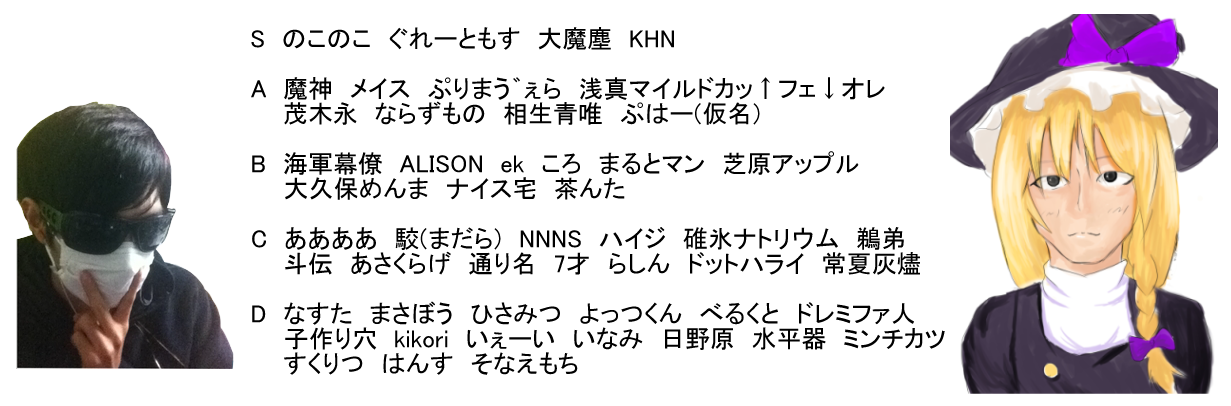 S のこのこ ぐれーともす 大魔塵 KHN
A 魔神 メイス ぷりまう゛ぇら 浅真マイルドカッ↑フェ↓オレ
茂木永 ならずもの 相生青唯 ぷはー(仮名)
B 海軍幕僚 ALISON ek ころ まるとマン 芝原アップル
大久保めんま ナイス宅 茶んた
C ああああ 駮(まだら) NNNS ハイジ 碓氷ナトリウム 鵜弟
斗伝 あさくらげ 通り名 7才 らしん ドットハライ 常夏灰燼
D なすた まさぼう ひさみつ よっつくん べるくと ドレミファ人
子作り穴 kikori いぇーい いなみ 日野原 水平器 ミンチカツ
すくりつ はんす そなえもち